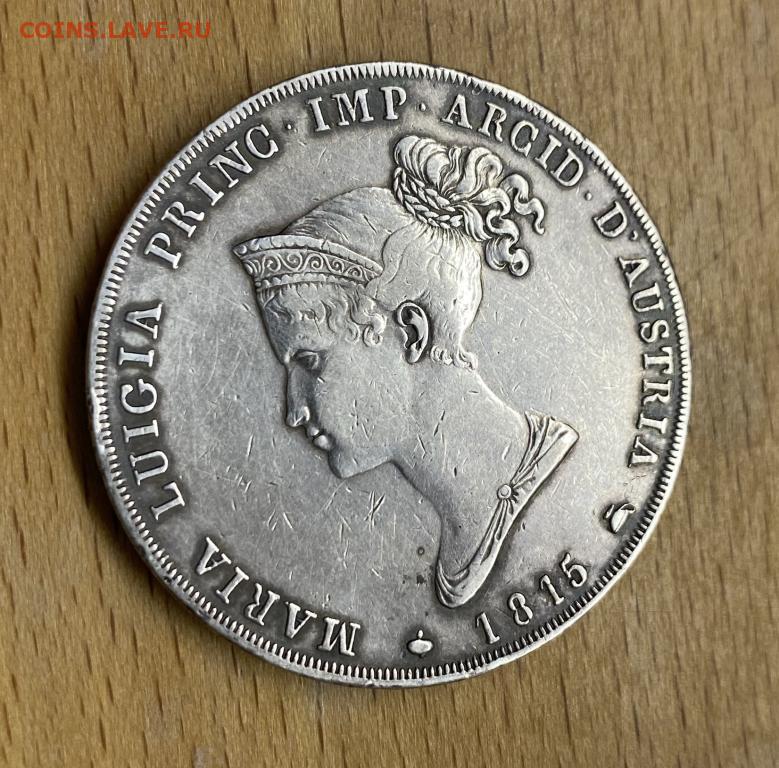 COINS.LAVE.RU
MARIA LUIGIA PRINC · IMP · ARCID · D'AUSTRIA
1815